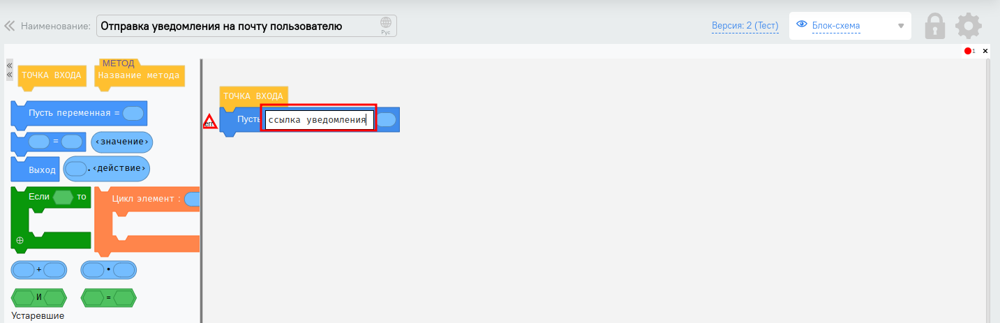 Наименование: Отправка уведомления на почту пользователю Рус Версия: 2 (Тест) Блок-схема
1 ×
МЕТОД
ТОЧКА ВХОДА Название метода
ТОЧКА ВХОДА
Пусть переменная =
Пусть ссылка уведомления
err
= ‹значение›
Выход .‹действие›
Если то Цикл элемент :
+ •
И =
Устаревшие